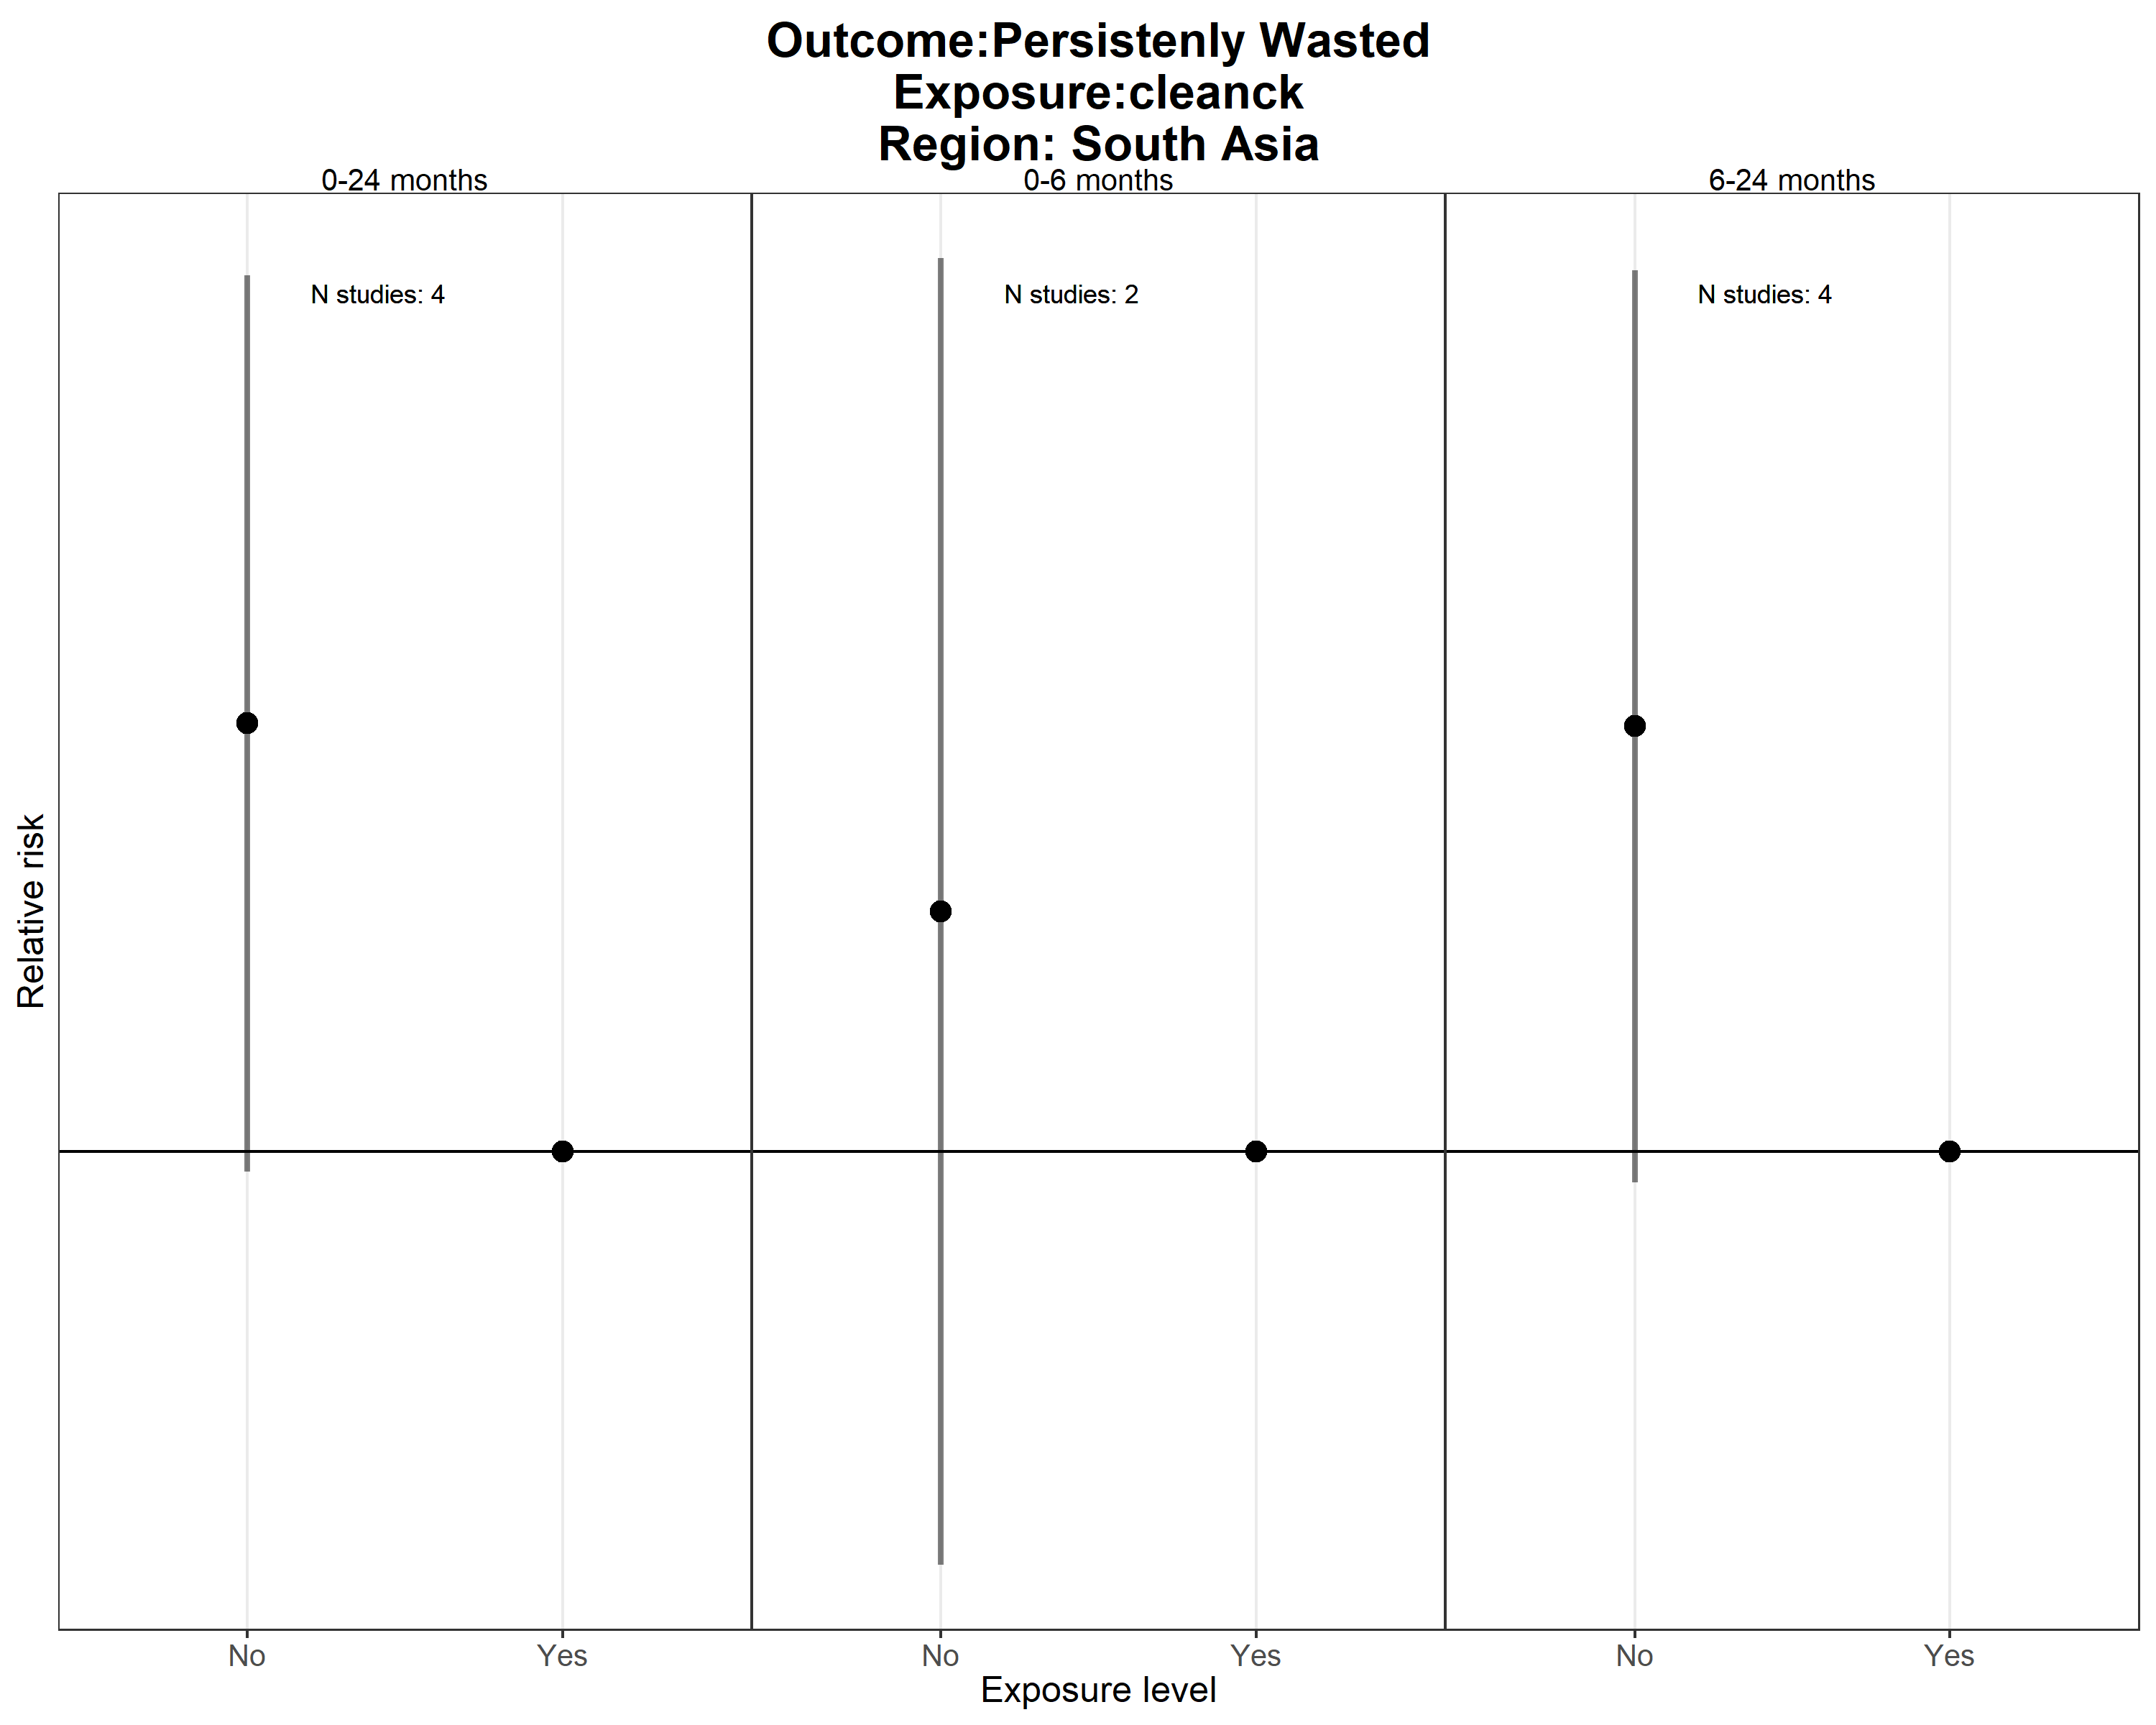 Outcome:Persistenly Wasted
Exposure:cleanck
Region: South Asia
0-24 months
0-6 months
6-24 months
N studies: 4
N studies: 2
N studies: 4
Relative risk
No
Yes
No
Yes
No
Yes
Exposure level